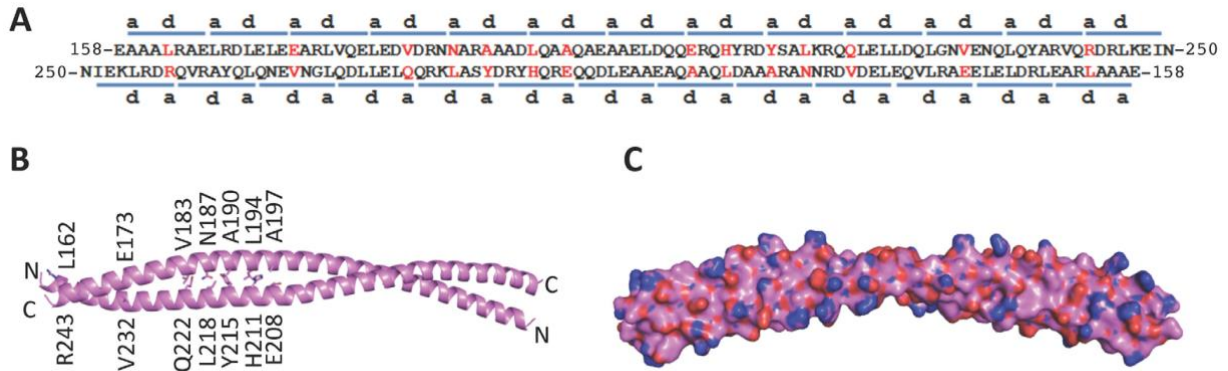 A
a d a d a d a d a d a d a d a d a d a d a d a d a d
158-EAAALRAELRDLELEEARLVQELEDVDRNNARAAADLQAAQAEAAELDQQERQHYRDYSALKRQQLELLDQLGNVENQLQYARVQRDRLKEIN-250
250-NIEKLRDRQVRAYQLQNEVNGLQDLLELQQRKLASYDRYHQREQQDLEAAEAQAAQLDAAARANNRDVDELEQVLRAEELELDRLEARLAAAE-158
d a d a d a d a d a d a d a d a d a d a d a d a d a
B
L162 E173 V183 N187 A190 L194 A197
N
C
C
N
R243 V232 Q222 L218 Y215 H211 E208
C